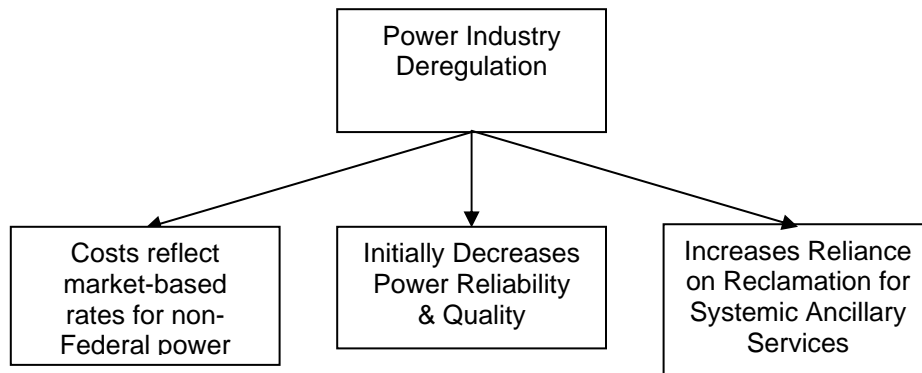 Power Industry
Deregulation
Costs reflect
market-based
rates for non-
Federal power
Initially Decreases
Power Reliability
& Quality
Increases Reliance
on Reclamation for
Systemic Ancillary
Services